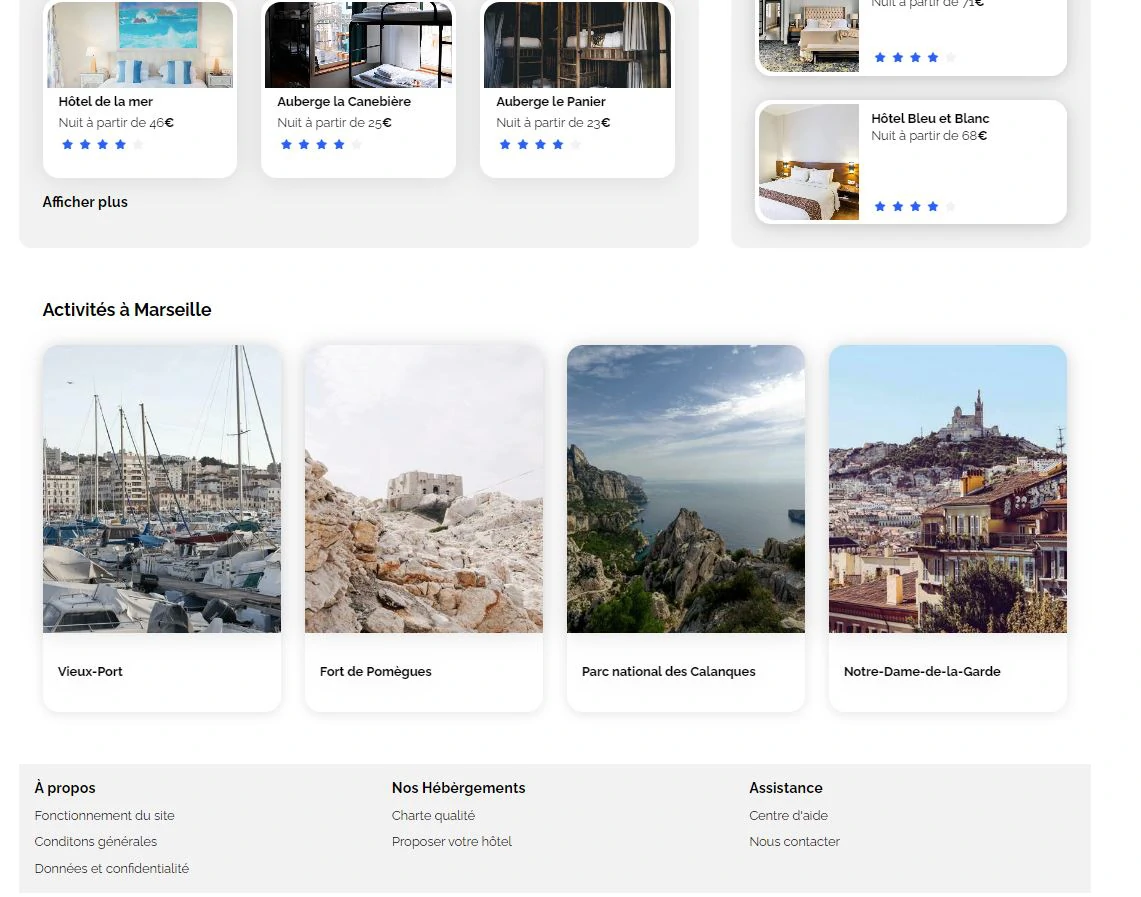 Nuit à partir de 71€
Hôtel de la mer
Nuit à partir de 46€
Auberge la Canebière
Nuit à partir de 25€
Auberge le Panier
Nuit à partir de 23€
Hôtel Bleu et Blanc
Nuit à partir de 68€
Afficher plus
Activités à Marseille
Vieux-Port
Fort de Pomègues
Parc national des Calanques
Notre-Dame-de-la-Garde
À propos
Fonctionnement du site
Conditons générales
Données et confidentialité
Nos Hébèrgements
Charte qualité
Proposer votre hôtel
Assistance
Centre d'aide
Nous contacter